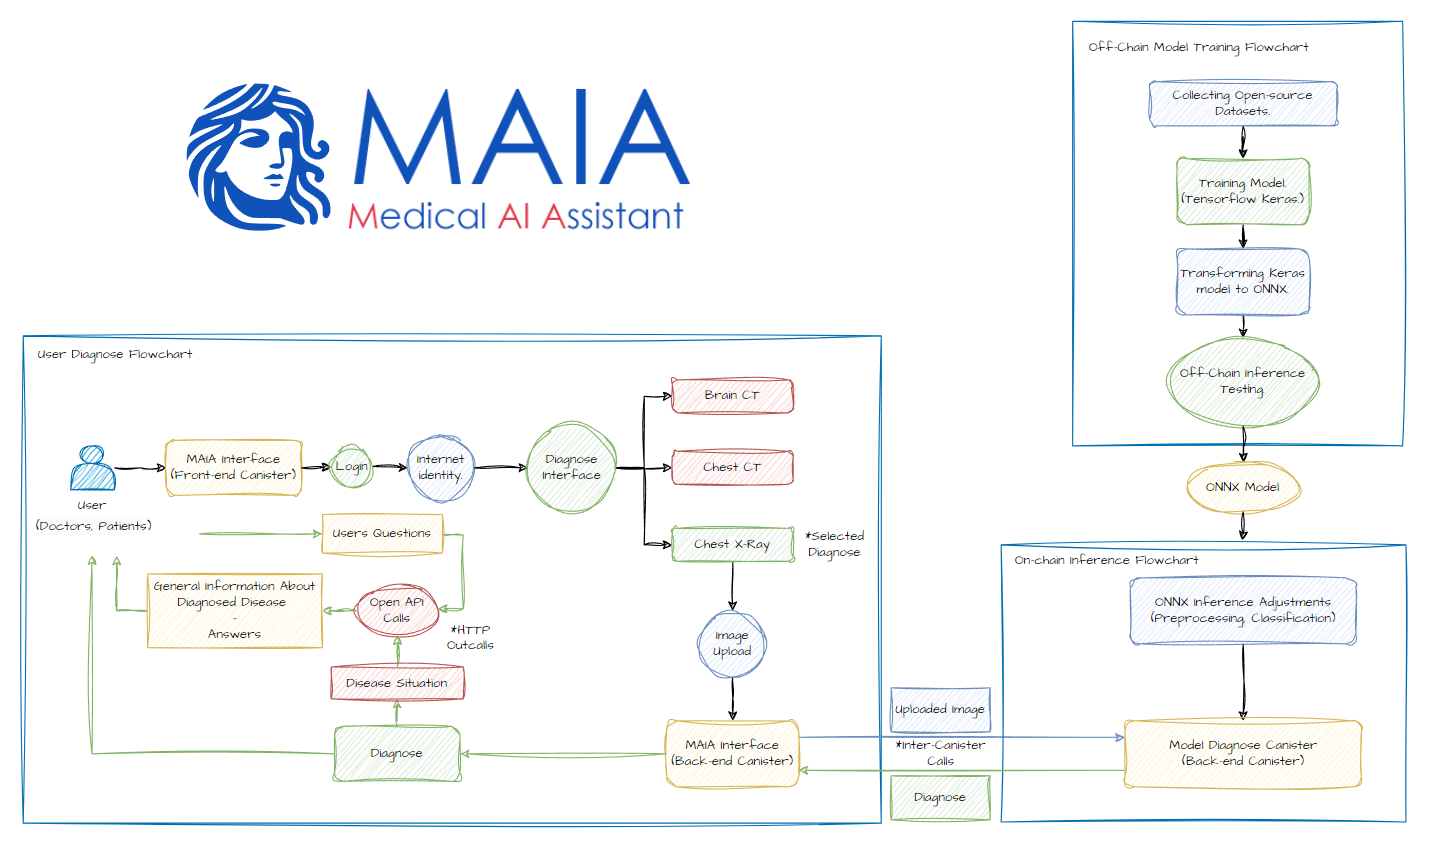 MAIA
Medical AI Assistant
Off-Chain Model Training Flowchart
Collecting Open-source
Datasets.
Training Model.
(Tensorflow Keras.)
Transforming Keras
model to ONNX.
Off-Chain Inference
Testing.
ONNX Model
User Diagnose Flowchart
User
(Doctors, Patients)
MAIA Interface
(Front-end Canister)
Login
Internet
identity.
Diagnose
Interface
Brain CT
Chest CT
Chest X-Ray
*Selected
Diagnose
Image
Upload
MAIA Interface
(Back-end Canister)
Users Questions
General Information About
Diagnosed Disease
-
Answers
Open API
Calls
*HTTP
Outcalls
Disease Situation
Diagnose
Uploaded Image
*Inter-Canister
Calls
Diagnose
On-chain Inference Flowchart
ONNX Inference Adjustments
(Preprocessing, Classification)
Model Diagnose Canister
(Back-end Canister)